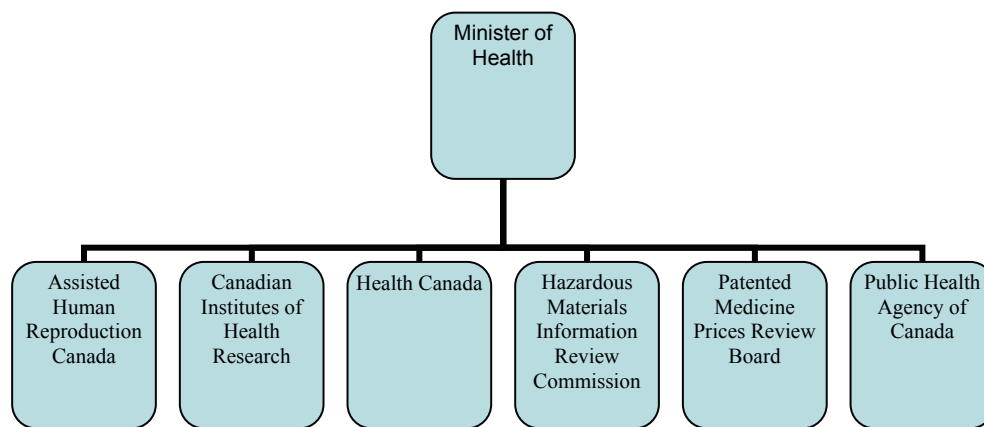 Minister of
Health
Assisted
Human
Reproduction
Canada
Canadian
Institutes of
Health
Research
Health Canada
Hazardous
Materials
Information
Review
Commission
Patented
Medicine
Prices Review
Board
Public Health
Agency of
Canada